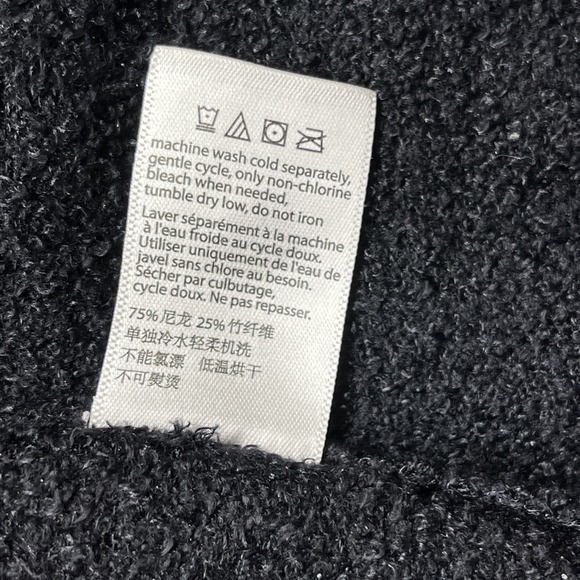 machine wash cold separately,
gentle cycle, only non-chlorine
bleach when needed,
tumble dry low, do not iron
Laver séparément à la machine
à l'eau froide au cycle doux.
Utiliser uniquement de l'eau de
javel sans chlore au besoin.
Sécher par culbutage,
cycle doux. Ne pas repasser.
75% 尼龙 25% 竹纤维
单独冷水轻柔机洗
不能氯漂 低温烘干
不可熨烫